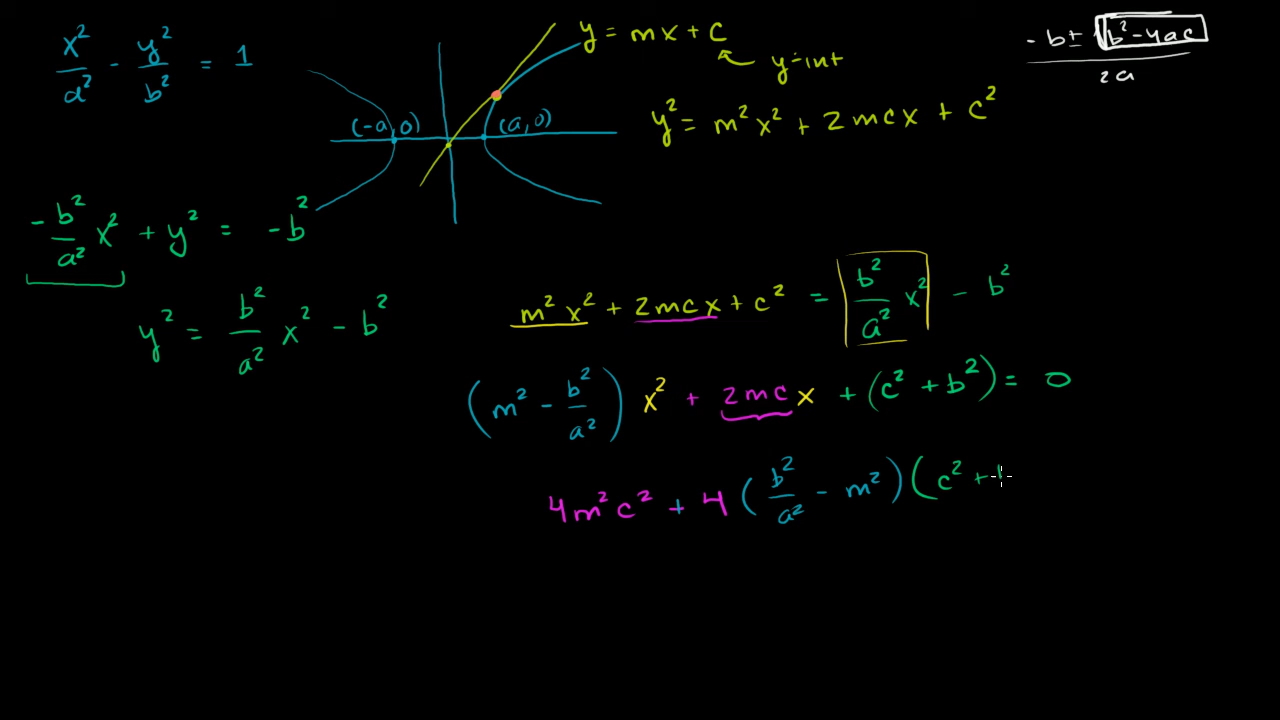 x²/a² - y²/b² = 1
y = mx + c
y-int
-b ± √(b² - 4ac) / 2a
(-a, 0)
(a, 0)
y² = m²x² + 2mcx + c²
-b²/a² x² + y² = -b²
y² = b²/a² x² - b²
m²x² + 2mcx + c² = b²/a² x² - b²
(m² - b²/a²) x² + 2mcx + (c² + b²) = 0
4m²c² + 4(b²/a² - m²)(c² +